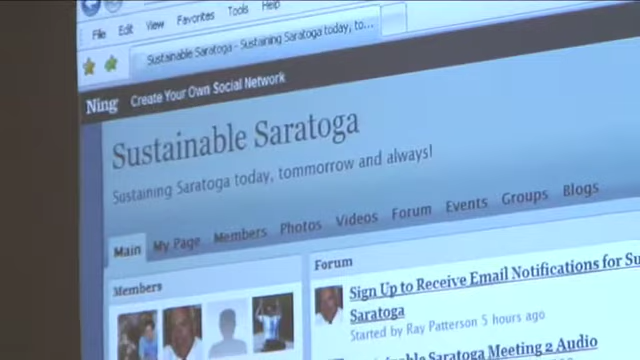 File Edit View Favorites Tools Help
Sustainable Saratoga - Sustaining Saratoga today, to...
Ning Create Your Own Social Network
Sustainable Saratoga
Sustaining Saratoga today, tommorrow and always!
Main My Page Members Photos Videos Forum Events Groups Blogs
Members
Forum
Sign Up to Receive Email Notifications for Su
Saratoga
Started by Ray Patterson 5 hours ago
Saratoga Meeting 2 Audio